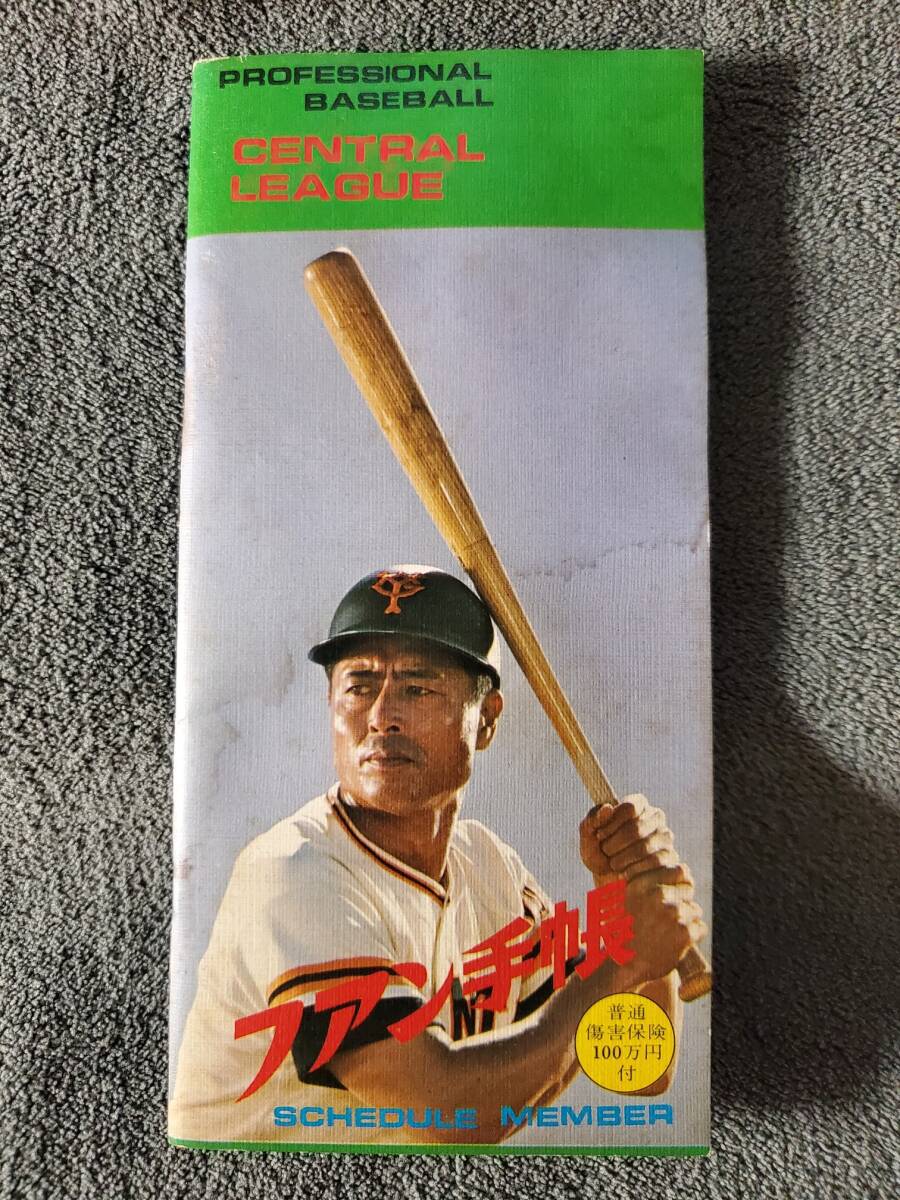 PROFESSIONAL
BASEBALL
CENTRAL
LEAGUE
YG
ファン手帳
普通
傷害保険
100万円
付
SCHEDULE MEMBER